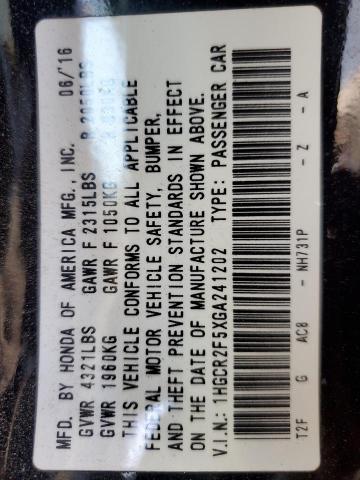 MFD. BY HONDA OF AMERICA MFG., INC. 06/'16
GVWR 4321LBS GAWR F 2315LBS R 2050LBS
GVWR 1960KG GAWR F 1050KG R
THIS VEHICLE CONFORMS TO ALL APPLICABLE
FEDERAL MOTOR VEHICLE SAFETY, BUMPER,
AND THEFT PREVENTION STANDARDS IN EFFECT
ON THE DATE OF MANUFACTURE SHOWN ABOVE.
V.I.N.: 1HGCR2F5XGA241202 TYPE: PASSENGER CAR
T2F G AC8 - NH731P - Z - A